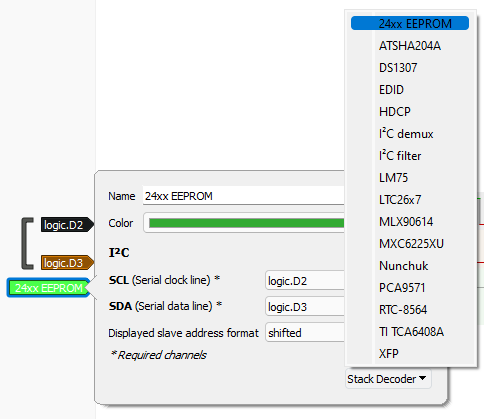 24xx EEPROM
ATSHA204A
DS1307
EDID
HDCP
I²C demux
I²C filter
LM75
LTC26x7
MLX90614
MXC6225XU
Nunchuk
PCA9571
RTC-8564
TI TCA6408A
XFP
logic.D2
logic.D3
24xx EEPROM
Name 24xx EEPROM
Color
I²C
SCL (Serial clock line) * logic.D2
SDA (Serial data line) * logic.D3
Displayed slave address format shifted
* Required channels
Stack Decoder